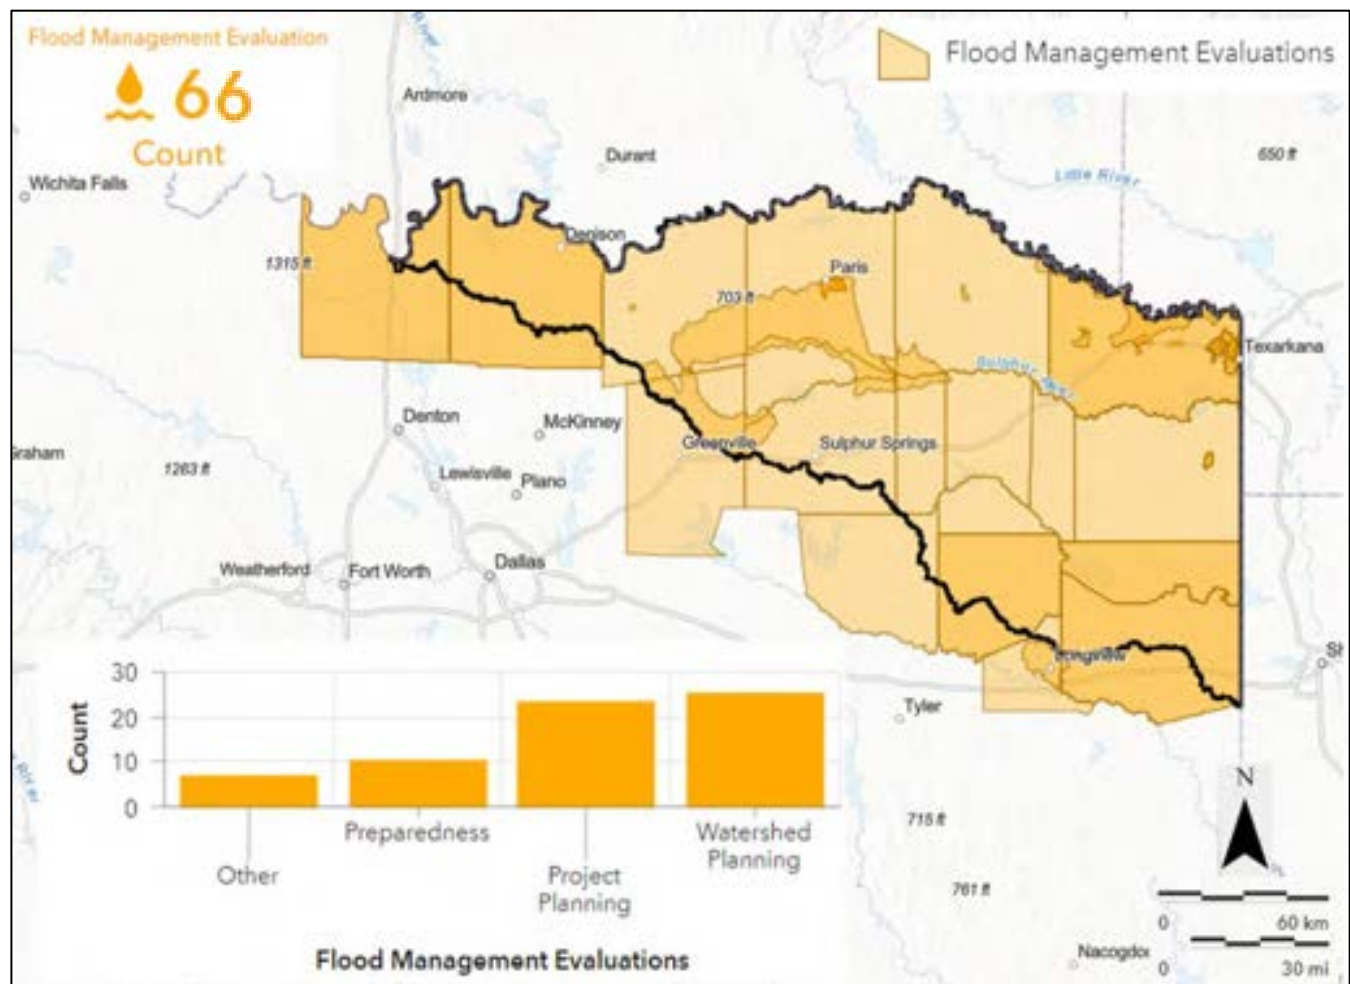 Flood Management Evaluation
66
Count
Flood Management Evaluations
Ardmore
Durant
650 ft
Wichita Falls
Little River
River
Denison
1315 ft
Paris
703 ft
Texarkana
Sulphur River
Denton
McKinney
Greenville
Sulphur Springs
Graham
1263 ft
Lewisville
Plano
Weatherford
Fort Worth
Dallas
Longview
Tyler
30
20
10
0
Count
Other
Preparedness
Project
Planning
Watershed
Planning
Flood Management Evaluations
River
715 ft
761 ft
N
0
60 km
0
30 mi
Nacogdoc